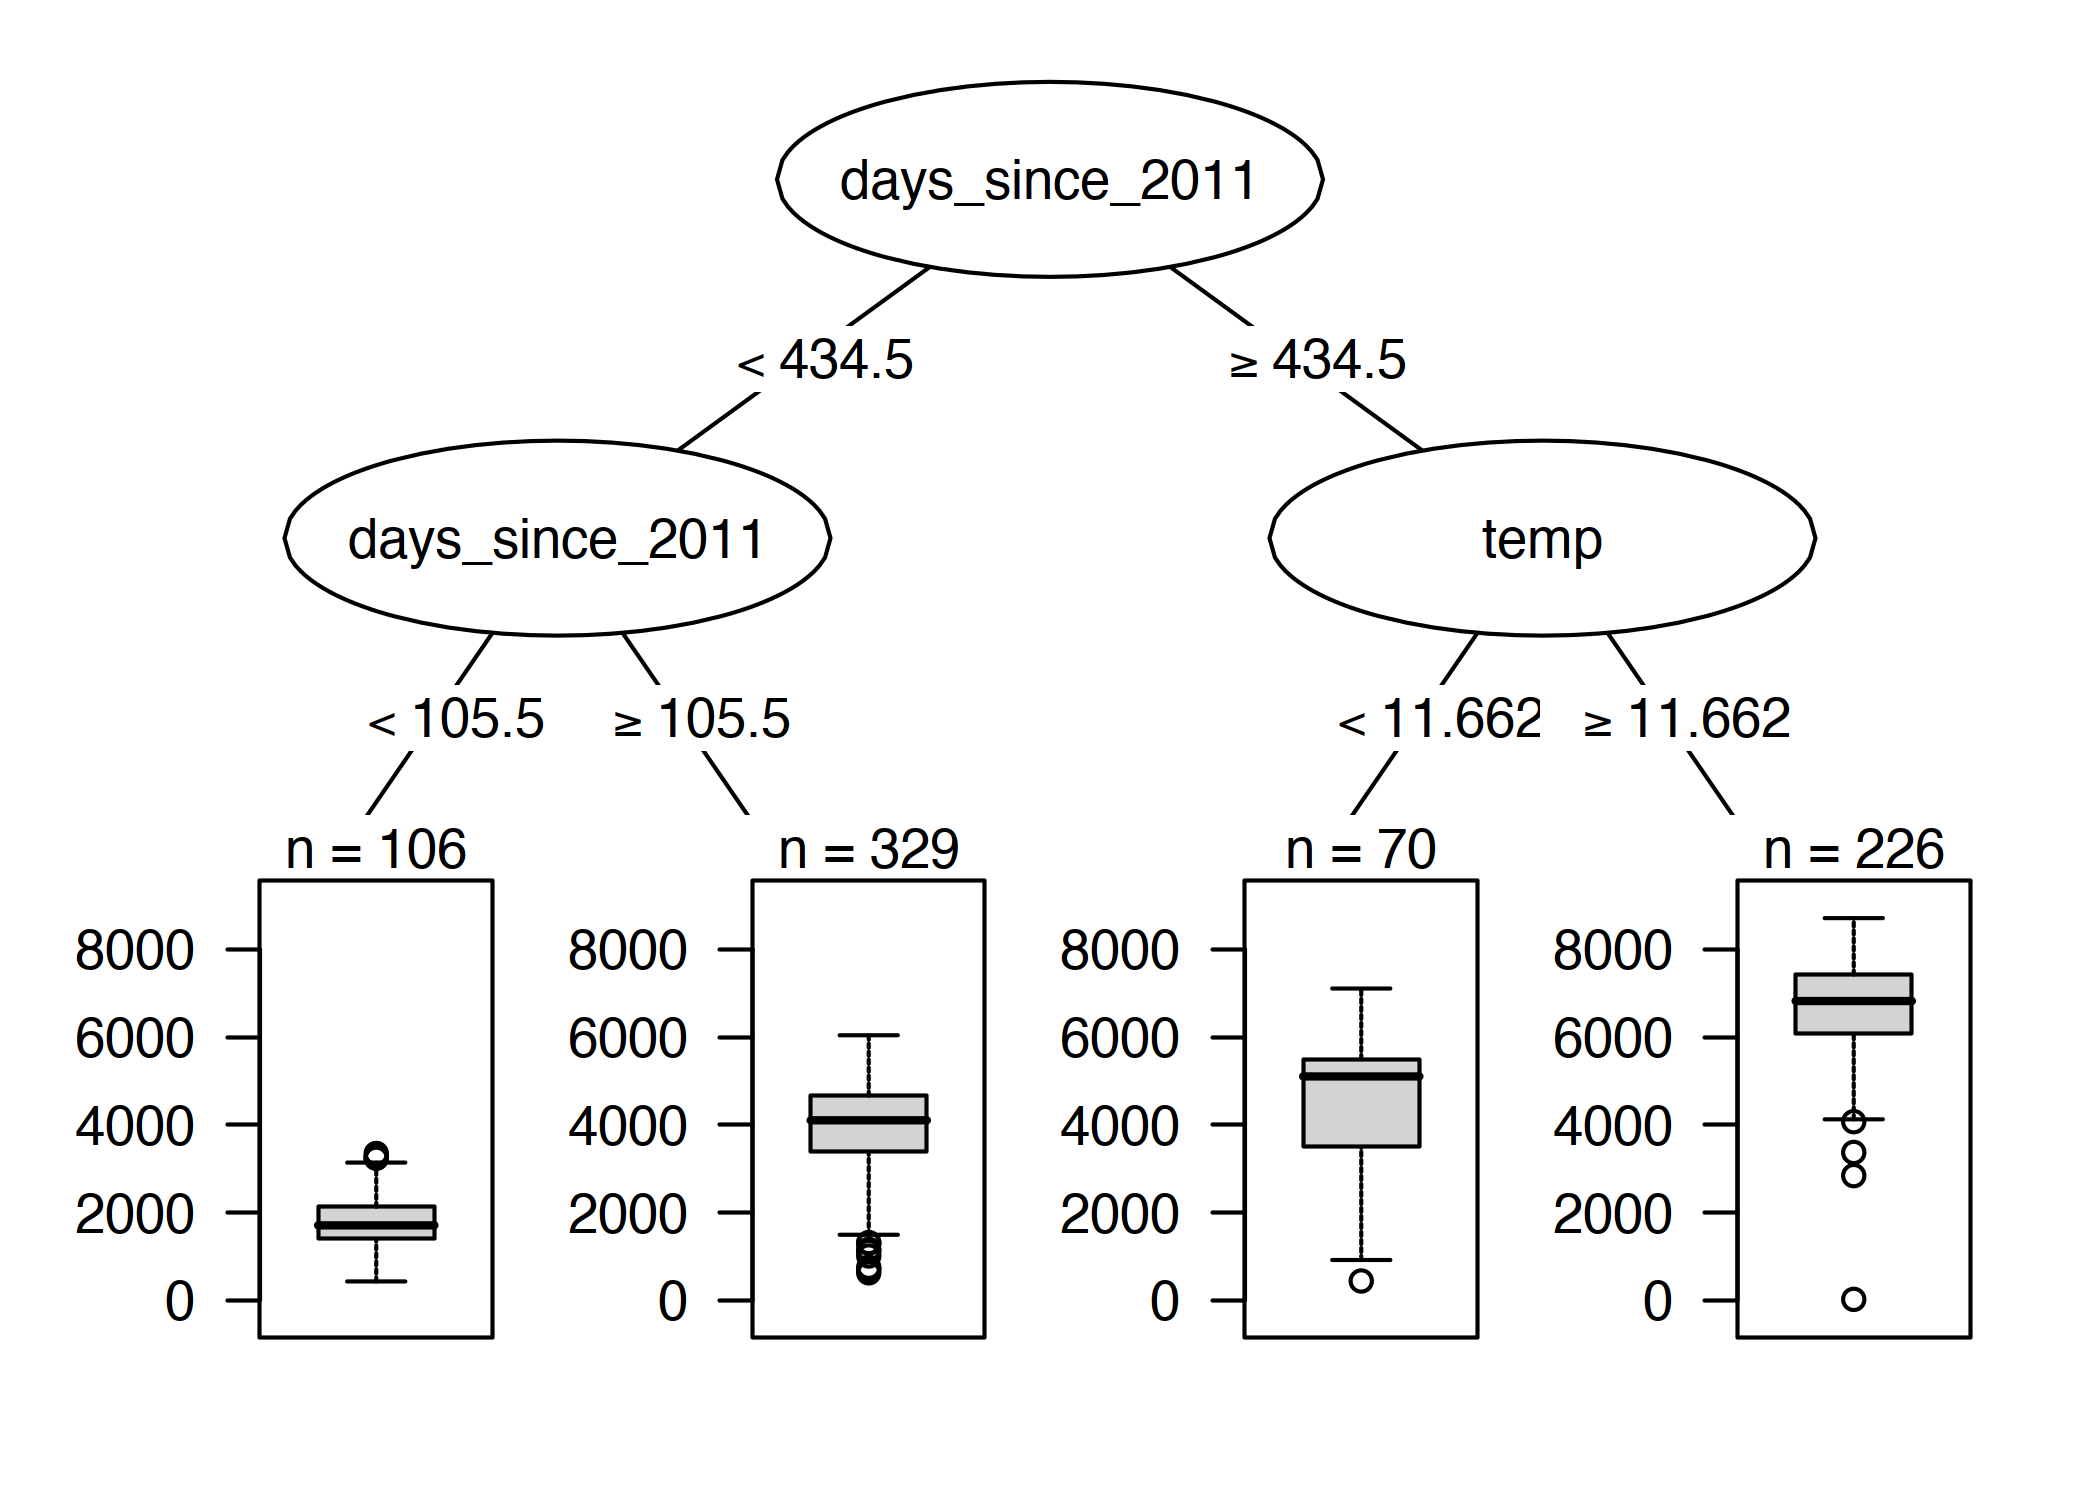 days_since_2011
< 434.5 ≥ 434.5
days_since_2011 temp
< 105.5 ≥ 105.5 < 11.662 ≥ 11.662
n = 106 n = 329 n = 70 n = 226
8000 8000 8000 8000
6000 6000 6000 6000
4000 4000 4000 4000
2000 2000 2000 2000
0 0 0 0